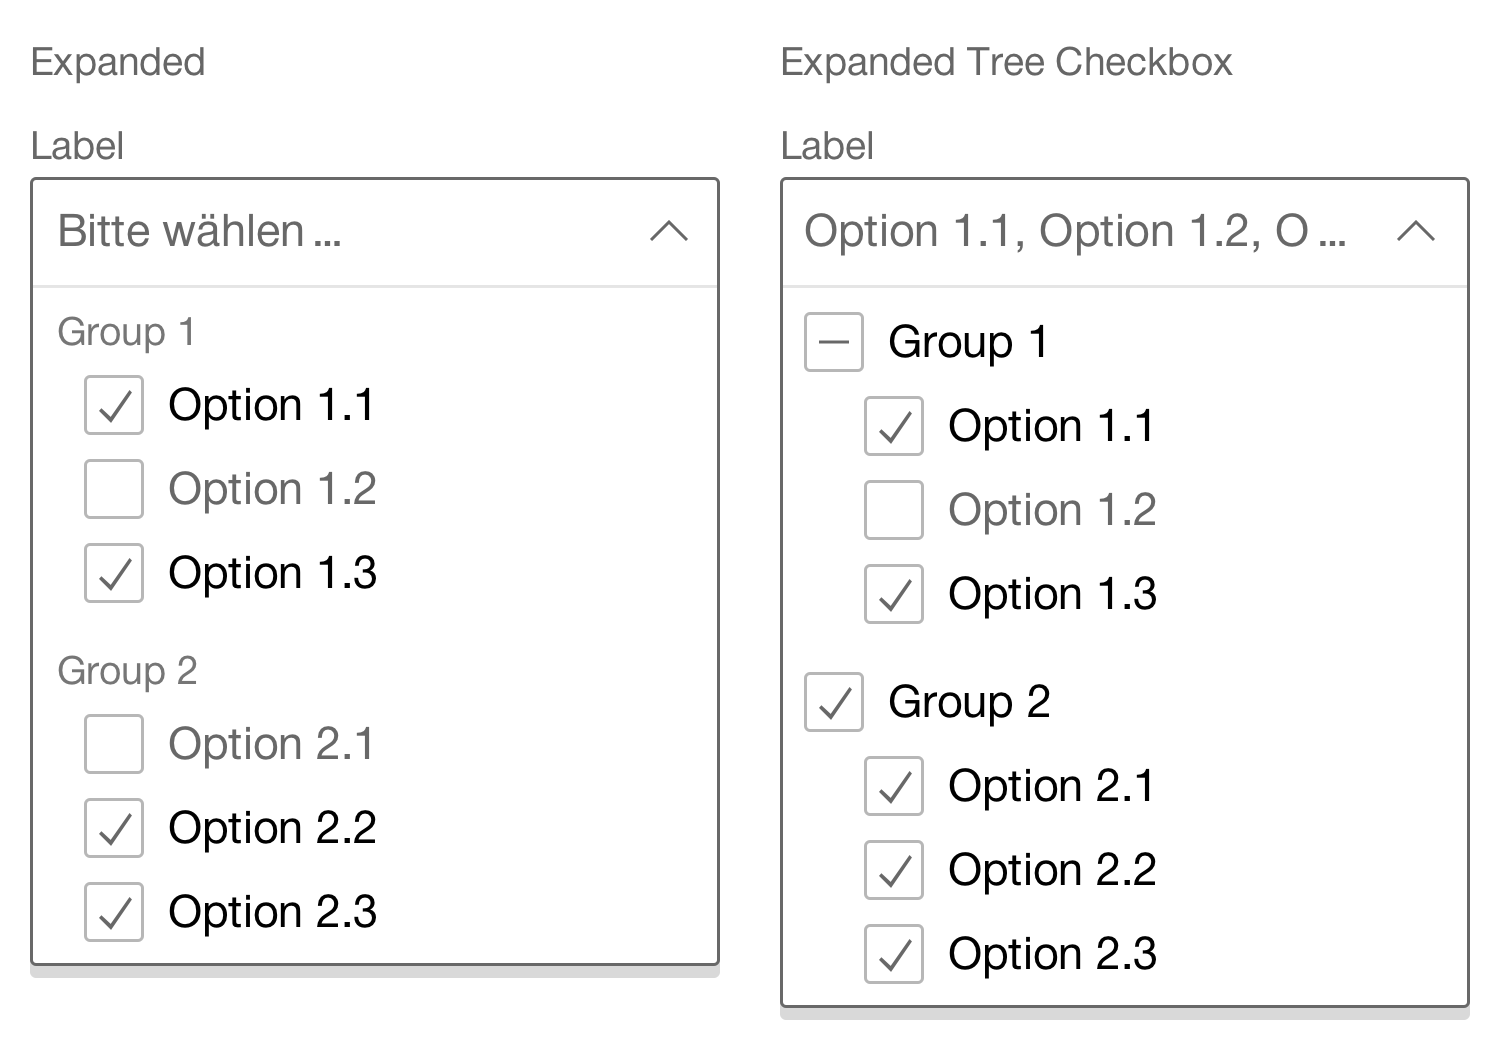 Expanded
Label
Bitte wählen ...
Group 1
Option 1.1
Option 1.2
Option 1.3
Group 2
Option 2.1
Option 2.2
Option 2.3
Expanded Tree Checkbox
Label
Option 1.1, Option 1.2, O ...
Group 1
Option 1.1
Option 1.2
Option 1.3
Group 2
Option 2.1
Option 2.2
Option 2.3